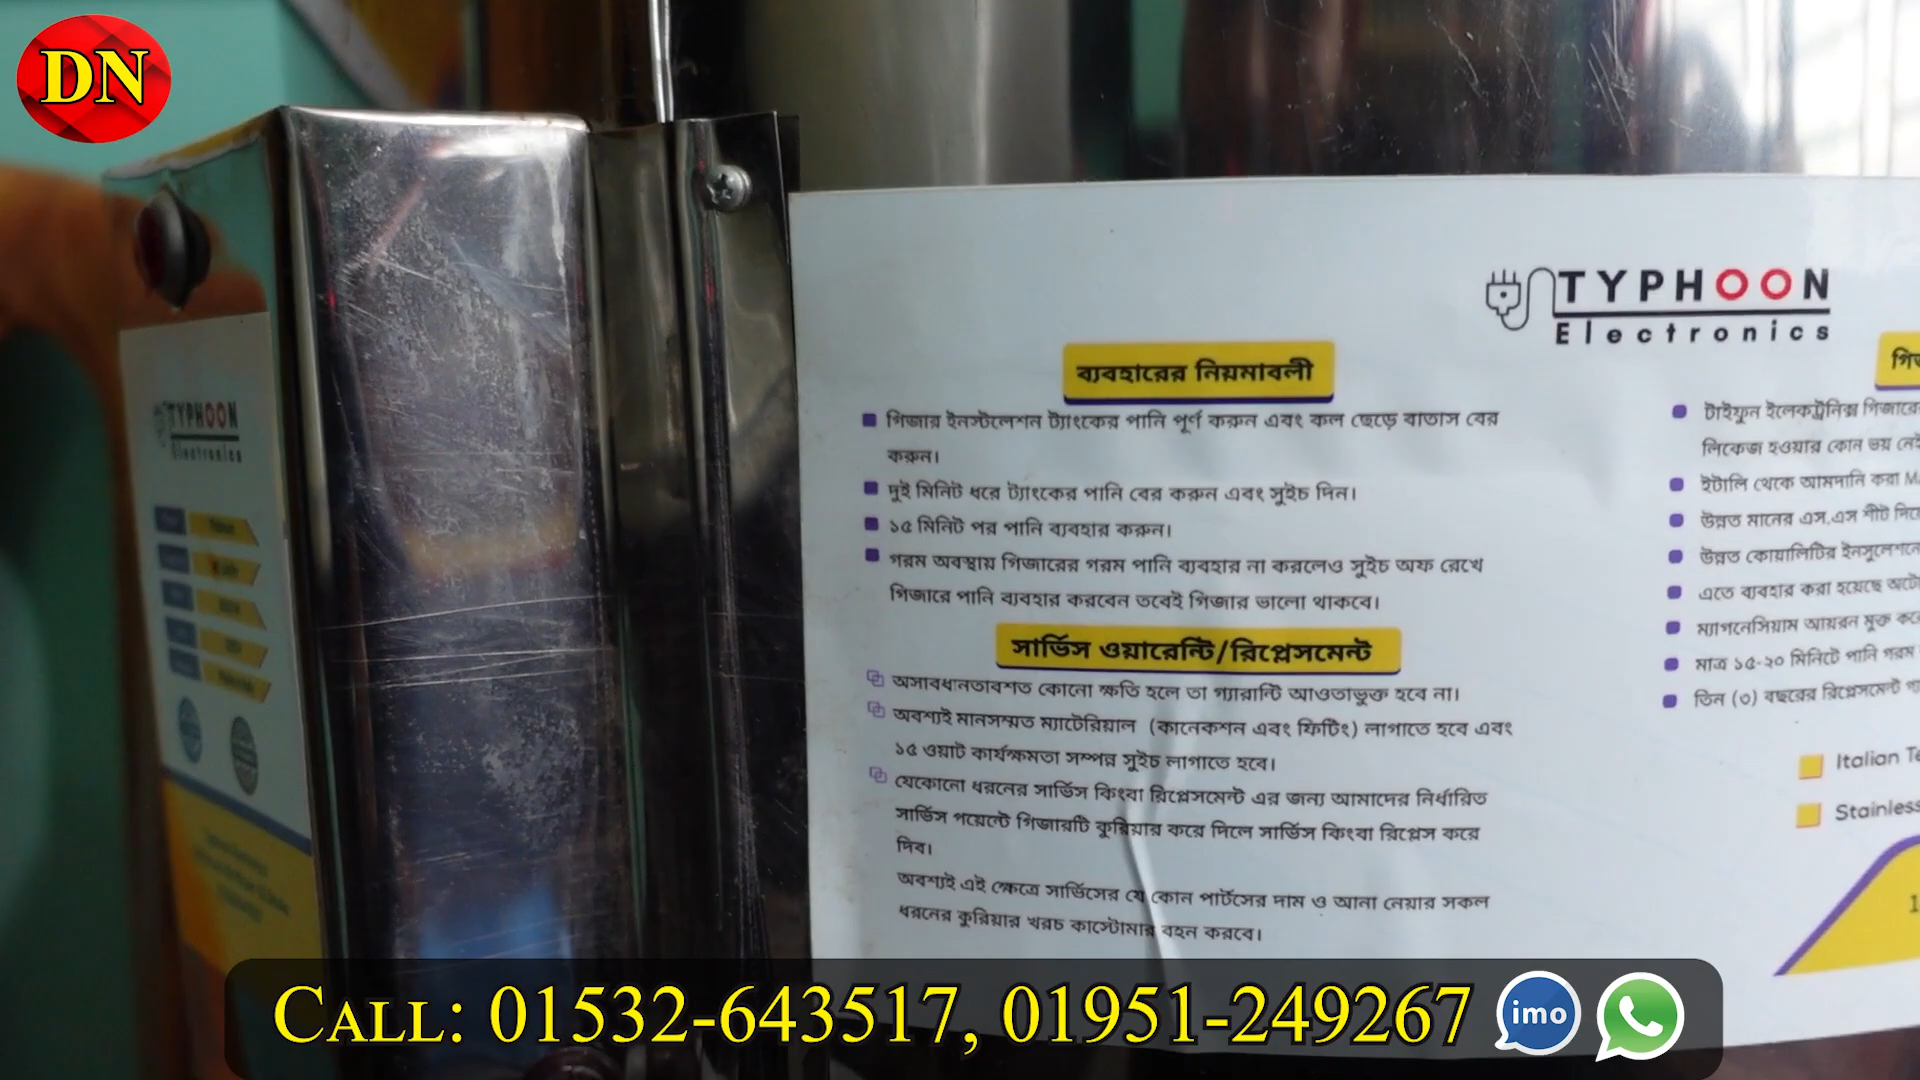 DN
TYPHOON
Electronics
ব্যবহারের নিয়মাবলী
গিজার ইনস্টলেশন ট্যাংকের পানি পূর্ণ করুন এবং কল ছেড়ে বাতাস বের
করুন।
দুই মিনিট ধরে ট্যাংকের পানি বের করুন এবং সুইচ দিন।
১৫ মিনিট পর পানি ব্যবহার করুন।
গরম অবস্থায় গিজারের গরম পানি ব্যবহার না করলেও সুইচ অফ রেখে
গিজারে পানি ব্যবহার করবেন তবেই গিজার ভালো থাকবে।
সার্ভিস ওয়ারেন্টি/রিপ্লেসমেন্ট
অসাবধানতাবশত কোনো ক্ষতি হলে তা গ্যারান্টি আওতাভুক্ত হবে না।
অবশ্যই মানসম্মত ম্যাটেরিয়াল (কানেকশন এবং ফিটিং) লাগাতে হবে এবং
১৫ ওয়াট কার্যক্ষমতা সম্পন্ন সুইচ লাগাতে হবে।
যেকোনো ধরনের সার্ভিস কিংবা রিপ্লেসমেন্ট এর জন্য আমাদের নির্ধারিত
সার্ভিস পয়েন্টে গিজারটি কুরিয়ার করে দিলে সার্ভিস কিংবা রিপ্লেস করে
দিব।
অবশ্যই এই ক্ষেত্রে সার্ভিসের যে কোন পার্টসের দাম ও আনা নেয়ার সকল
ধরনের কুরিয়ার খরচ কাস্টোমার বহন করবে।
টাইফুন ইলেকট্রনিক্স গিজারের
লিকেজ হওয়ার কোন ভয় নেই
ইটালি থেকে আমদানি করা
উন্নত মানের এস.এস শীট
উন্নত কোয়ালিটির
এতে ব্যবহার করা হয়েছে
ম্যাগনেসিয়াম আয়রন মুক্ত
মাত্র ১৫-২০ মিনিটে পানি গরম
তিন (৩) বছরের রিপ্লেসমেন্ট
Italian
Stainless
TYPHOON
Electronics
CALL: 01532-643517, 01951-249267
imo